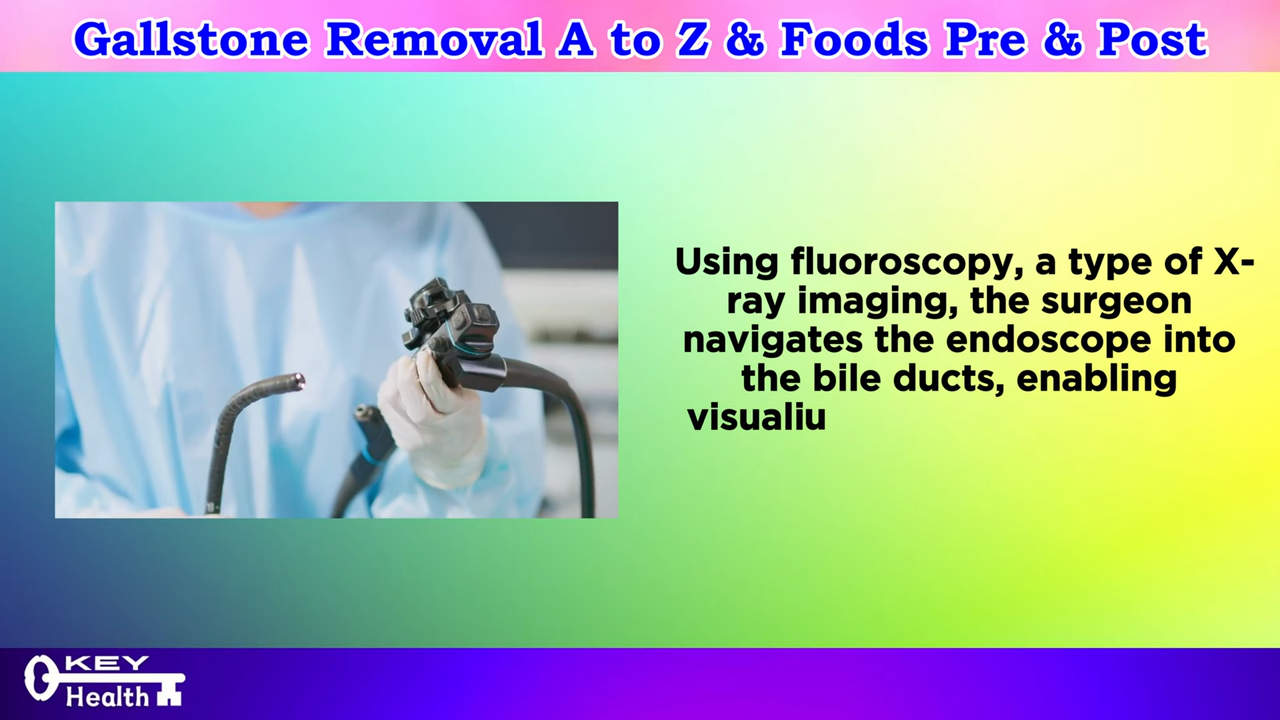 Gallstone Removal A to Z & Foods Pre & Post
Using fluoroscopy, a type of X-
ray imaging, the surgeon
navigates the endoscope into
the bile ducts, enabling
visualiu
KEY
Health